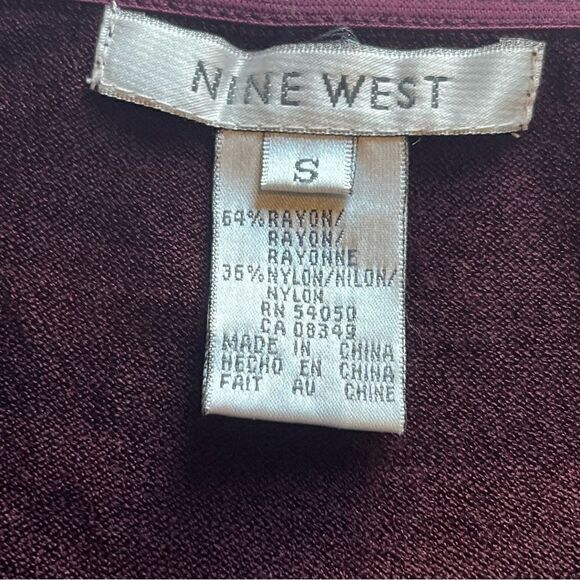 NINE WEST
S
64% RAYON/
RAYON/
RAYONNE
36% NYLON/NILON/
NYLON
RN 54050
CA 08349
MADE IN CHINA
HECHO EN CHINA
FAIT AU CHINE